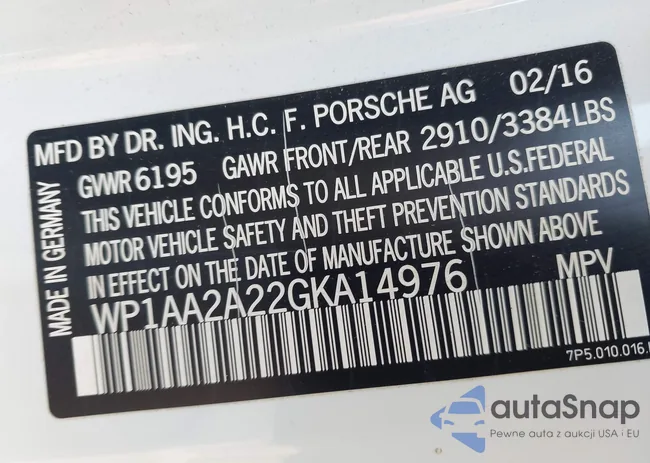 MFD BY DR. ING. H.C. F. PORSCHE AG 02/16
GVWR 6195 GAWR FRONT/REAR 2910/3384 LBS
THIS VEHICLE CONFORMS TO ALL APPLICABLE U.S.FEDERAL
MOTOR VEHICLE SAFETY AND THEFT PREVENTION STANDARDS
IN EFFECT ON THE DATE OF MANUFACTURE SHOWN ABOVE
WP1AA2A22GKA14976 MPV
MADE IN GERMANY
7P5.010.016.
autaSnap
Pewne auta z aukcji USA i EU